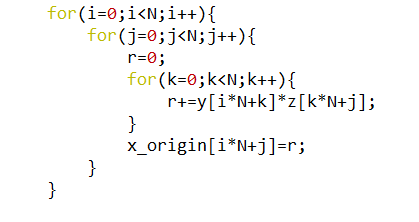 for(i=0;i<N;i++){
    for(j=0;j<N;j++){
        r=0;
        for(k=0;k<N;k++){
            r+=y[i*N+k]*z[k*N+j];
        }
        x_origin[i*N+j]=r;
    }
}